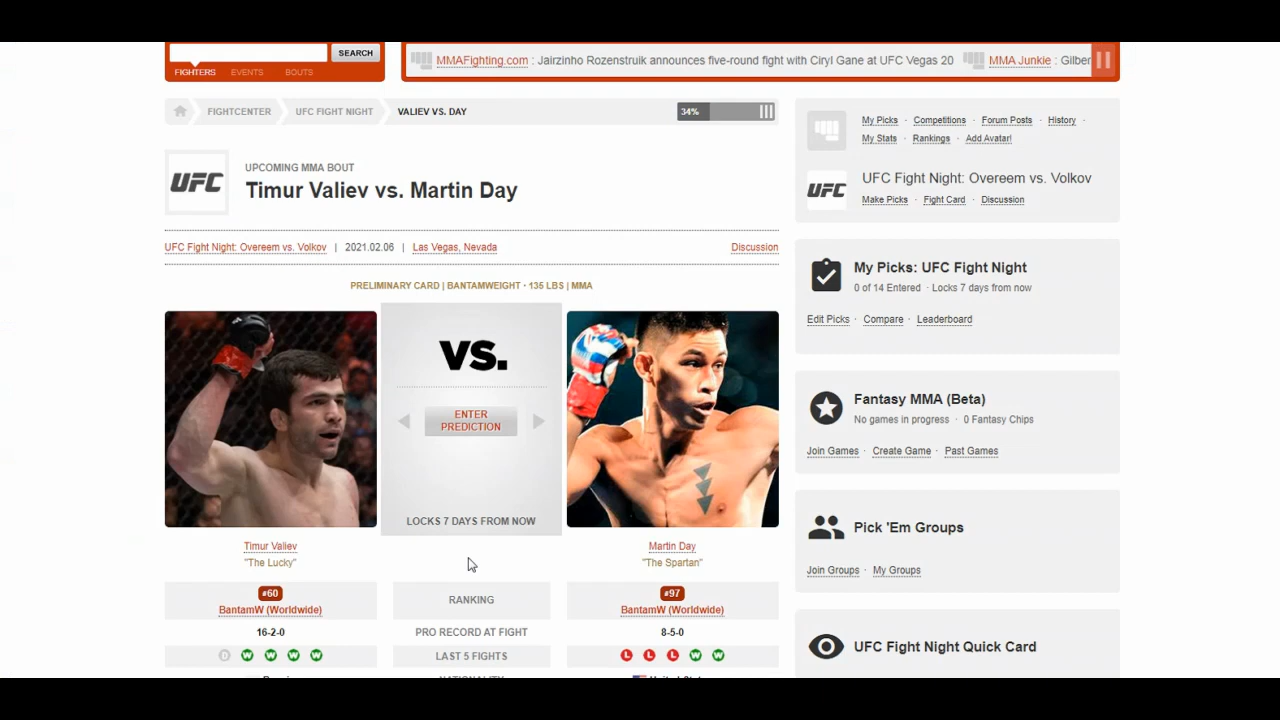 SEARCH
FIGHTERS EVENTS BOUTS
MMAFighting.com : Jairzinho Rozenstruik announces five-round fight with Ciryl Gane at UFC Vegas 20 MMA Junkie : Gilber
FIGHTCENTER UFC FIGHT NIGHT VALIEV VS. DAY 34%
UFC
UPCOMING MMA BOUT
Timur Valiev vs. Martin Day
UFC Fight Night: Overeem vs. Volkov | 2021.02.06 | Las Vegas, Nevada Discussion
PRELIMINARY CARD | BANTAMWEIGHT · 135 LBS | MMA
VS.
ENTER
PREDICTION
LOCKS 7 DAYS FROM NOW
Timur Valiev Martin Day
"The Lucky" "The Spartan"
#60 RANKING #97
BantamW (Worldwide) BantamW (Worldwide)
16-2-0 PRO RECORD AT FIGHT 8-5-0
D W W W W LAST 5 FIGHTS L L L W W
NATIONALITY United States
My Picks · Competitions · Forum Posts · History ·
My Stats · Rankings · Add Avatar!
UFC
UFC Fight Night: Overeem vs. Volkov
Make Picks · Fight Card · Discussion
My Picks: UFC Fight Night
0 of 14 Entered · Locks 7 days from now
Edit Picks · Compare · Leaderboard
Fantasy MMA (Beta)
No games in progress · 0 Fantasy Chips
Join Games · Create Game · Past Games
Pick 'Em Groups
Join Groups · My Groups
UFC Fight Night Quick Card